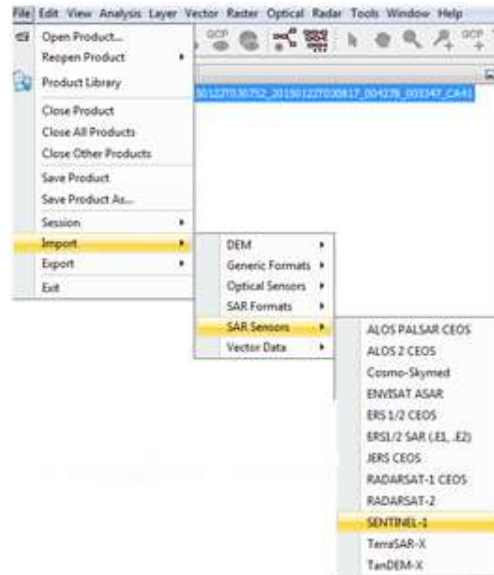 File Edit View Analysis Layer Vector Raster Optical Radar Tools Window Help
Open Product...
Reopen Product
Product Library
Close Product
Close All Products
Close Other Products
Save Product
Save Product As...
Session
Import
Export
Exit
GCP
GCP
DEM
Generic Formats
Optical Sensors
SAR Formats
SAR Sensors
Vector Data
ALOS PALSAR CEOS
ALOS 2 CEOS
Cosmo-Skymed
ENVISAT ASAR
ERS 1/2 CEOS
ERS1/2 SAR (.E1, .E2)
JERS CEOS
RADARSAT-1 CEOS
RADARSAT-2
SENTINEL-1
TerraSAR-X
TanDEM-X